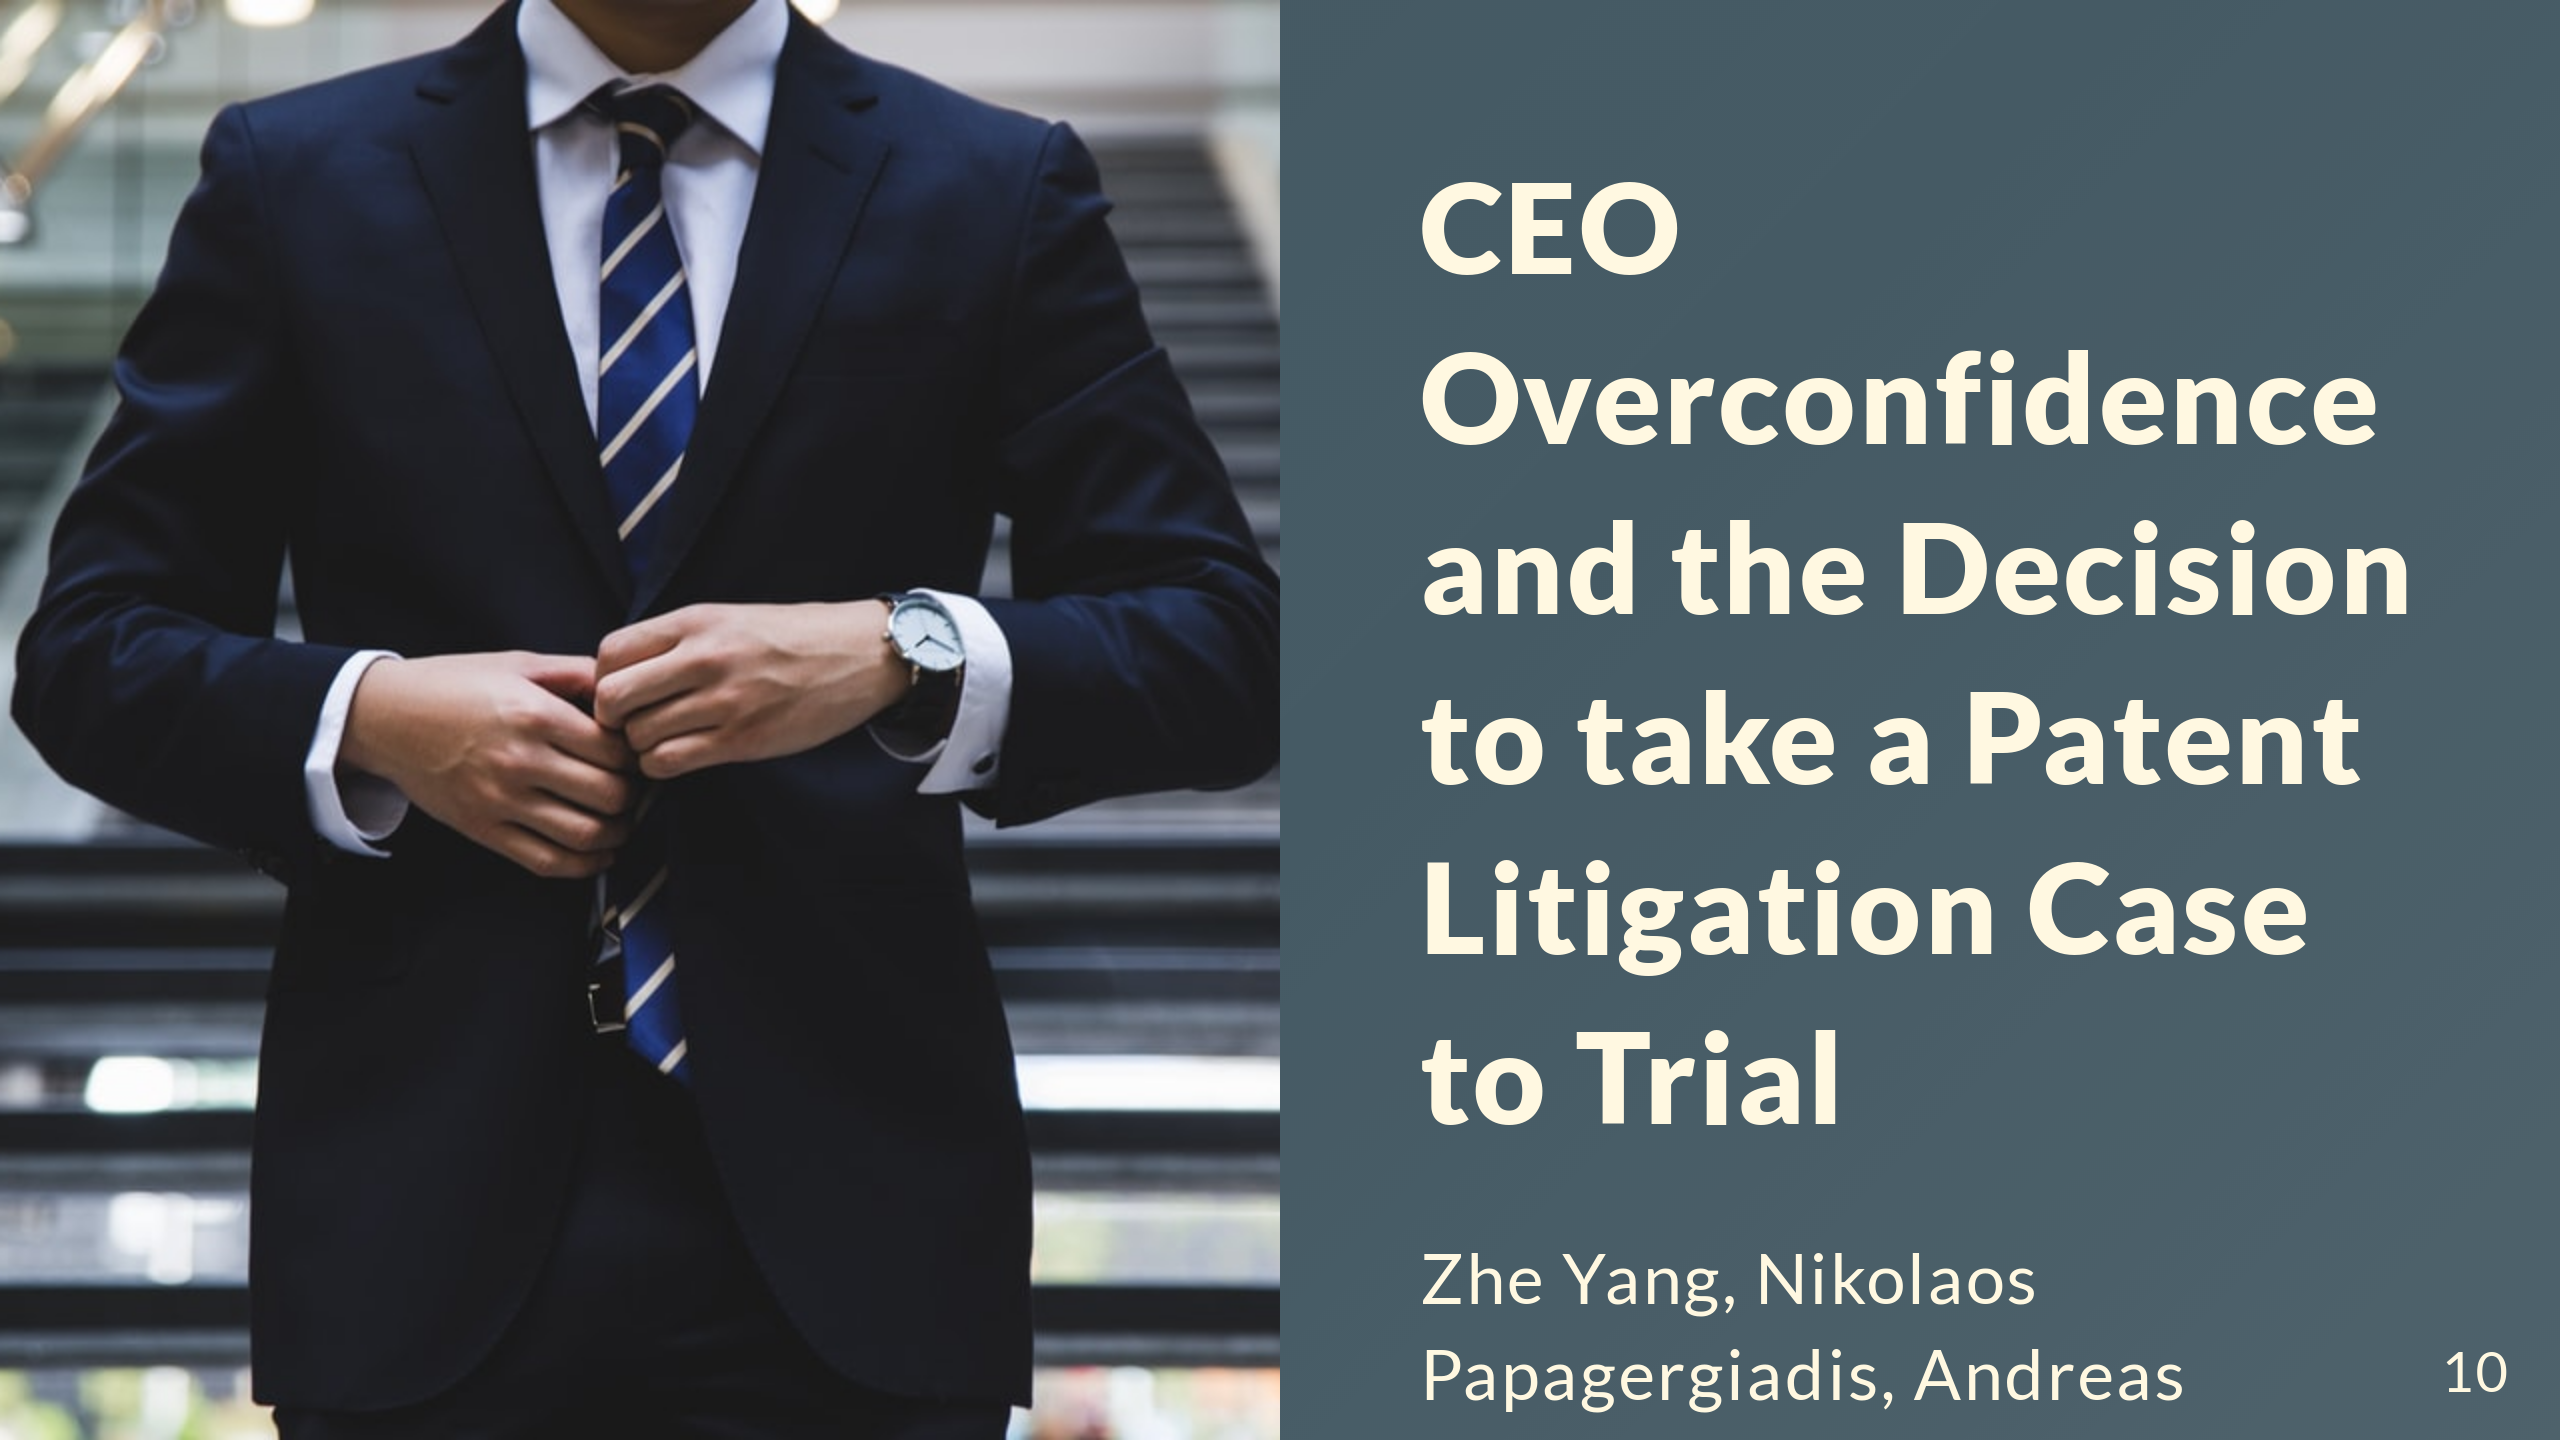 CEO
Overconfidence
and the Decision
to take a Patent
Litigation Case
to Trial
Zhe Yang, Nikolaos
Papagergiadis, Andreas
10